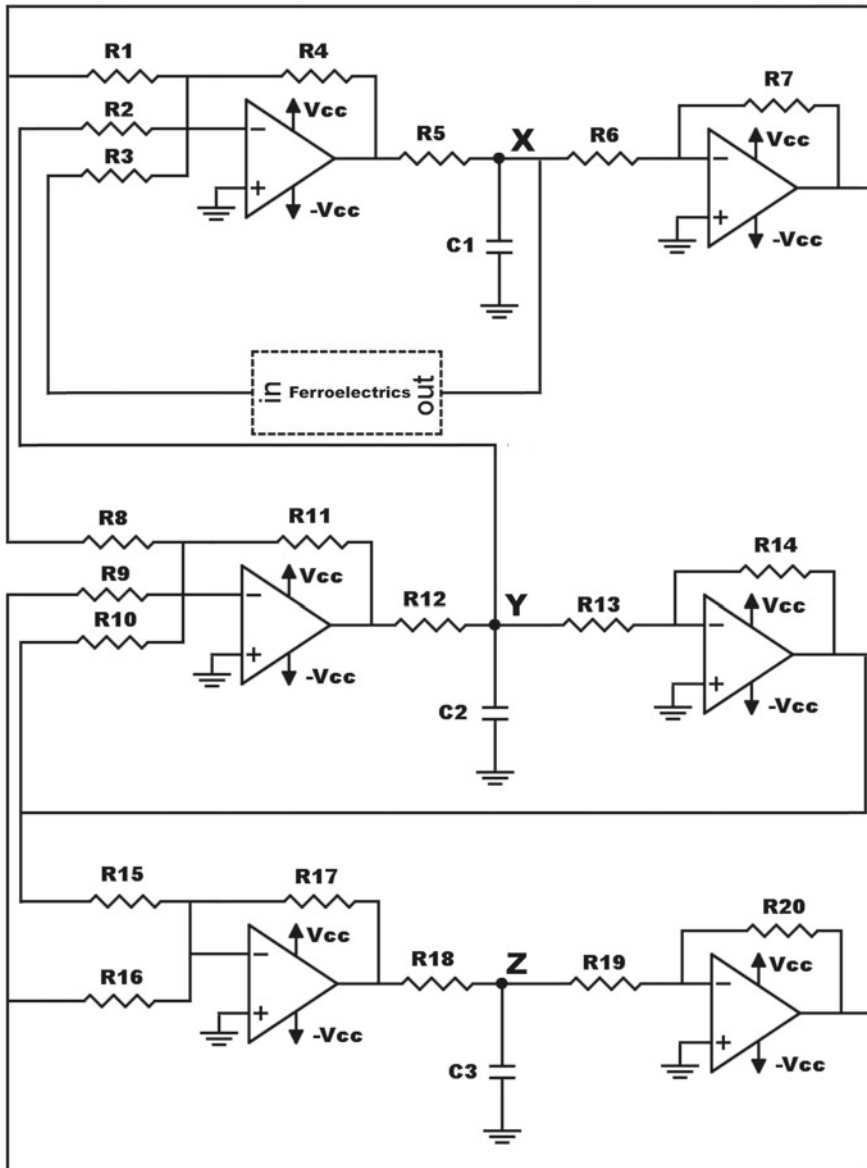 R1
R4
R2
Vcc
R3
−
+
-Vcc
R5
X
R6
R7
Vcc
−
+
-Vcc
C1
in
Ferroelectrics
out
R8
R11
R9
Vcc
R10
−
+
-Vcc
R12
Y
R13
R14
Vcc
−
+
-Vcc
C2
R15
R17
Vcc
R16
−
+
-Vcc
R18
Z
R19
R20
Vcc
−
+
-Vcc
C3